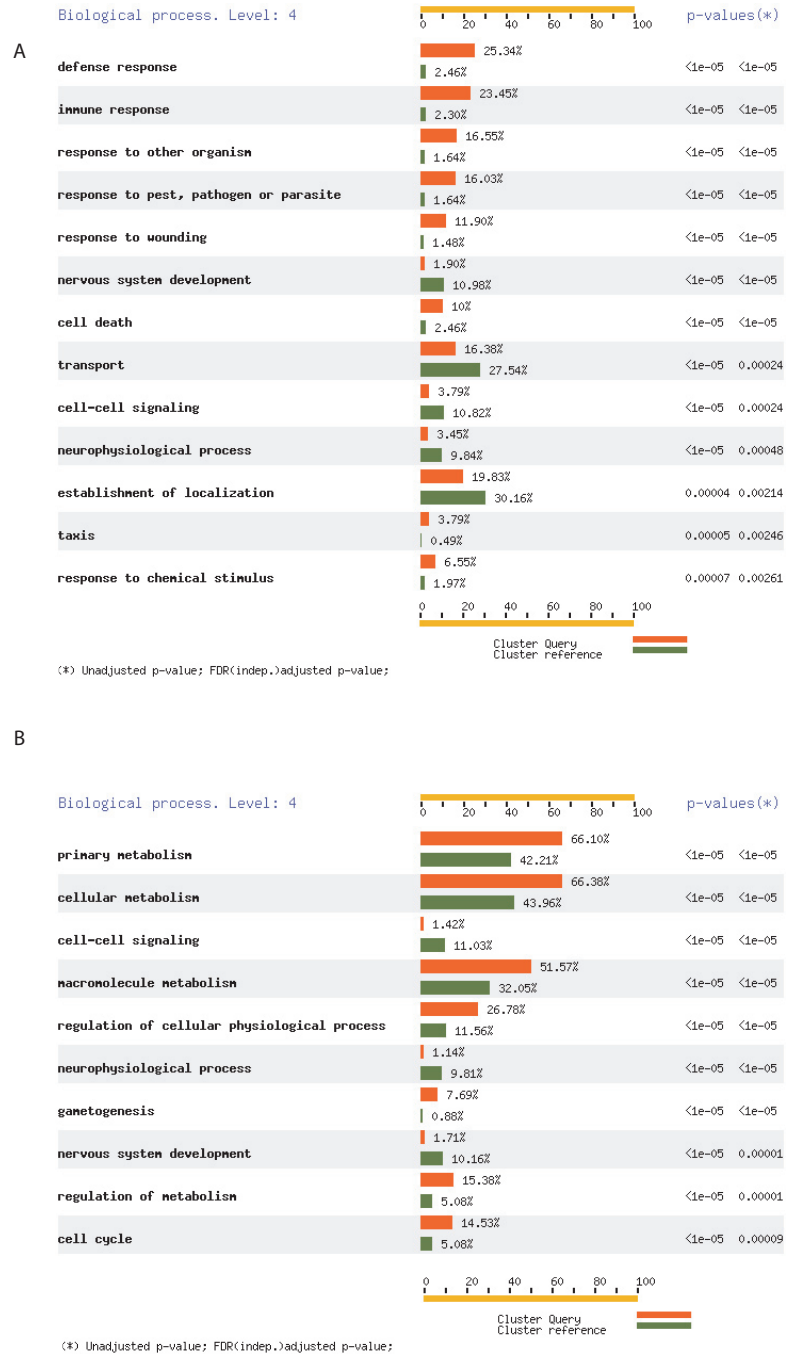 A
Biological process. Level: 4
0 20 40 60 80 100
p-values(*)
defense response 25.34% 2.46% <1e-05 <1e-05
immune response 23.45% 2.30% <1e-05 <1e-05
response to other organism 16.55% 1.64% <1e-05 <1e-05
response to pest, pathogen or parasite 16.03% 1.64% <1e-05 <1e-05
response to wounding 11.90% 1.48% <1e-05 <1e-05
nervous system development 1.90% 10.98% <1e-05 <1e-05
cell death 10% 2.46% <1e-05 <1e-05
transport 16.38% 27.54% <1e-05 0.00024
cell-cell signaling 3.79% 10.82% <1e-05 0.00024
neurophysiological process 3.45% 9.84% <1e-05 0.00048
establishment of localization 19.83% 30.16% 0.00004 0.00214
taxis 3.79% 0.49% 0.00005 0.00246
response to chemical stimulus 6.55% 1.97% 0.00007 0.00261
0 20 40 60 80 100
Cluster Query
Cluster reference
(*) Unadjusted p-value; FDR(indep.)adjusted p-value;
B
Biological process. Level: 4
0 20 40 60 80 100
p-values(*)
primary metabolism 66.10% 42.21% <1e-05 <1e-05
cellular metabolism 66.38% 43.96% <1e-05 <1e-05
cell-cell signaling 1.42% 11.03% <1e-05 <1e-05
macromolecule metabolism 51.57% 32.05% <1e-05 <1e-05
regulation of cellular physiological process 26.78% 11.56% <1e-05 <1e-05
neurophysiological process 1.14% 9.81% <1e-05 <1e-05
gametogenesis 7.69% 0.88% <1e-05 <1e-05
nervous system development 1.71% 10.16% <1e-05 0.00001
regulation of metabolism 15.38% 5.08% <1e-05 0.00001
cell cycle 14.53% 5.08% <1e-05 0.00009
0 20 40 60 80 100
Cluster Query
Cluster reference
(*) Unadjusted p-value; FDR(indep.)adjusted p-value;